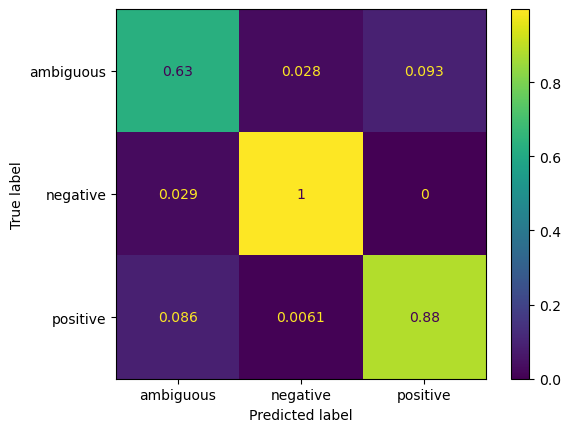 ambiguous 0.63 0.028 0.093
negative 0.029 1 0
positive 0.086 0.0061 0.88
ambiguous negative positive
Predicted label
True label
0.8
0.6
0.4
0.2
0.0